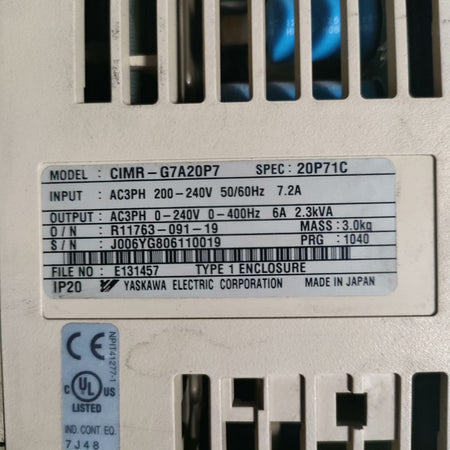 MODEL : CIMR-G7A20P7 SPEC: 20P71C
INPUT : AC3PH 200-240V 50/60Hz 7.2A
OUTPUT : AC3PH 0-240V 0-400Hz 6A 2.3kVA
O / N : R11763-091-19 MASS: 3.0kg
S / N : J006YG806110019 PRG : 1040
FILE NO : E131457 TYPE 1 ENCLOSURE
IP20 YASKAWA ELECTRIC CORPORATION MADE IN JAPAN
NPIT41277-1
C UL US
LISTED
IND. CONT. EQ.
7J48